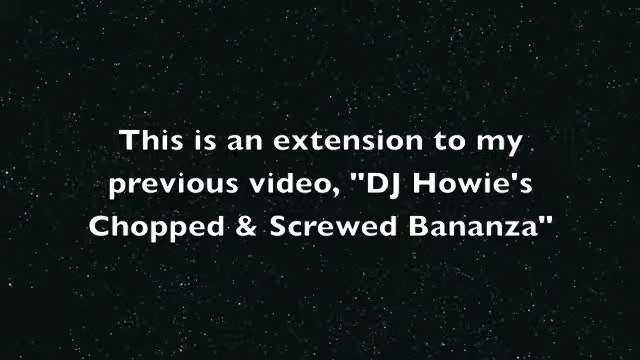 This is an extension to my
previous video, "DJ Howie's
Chopped & Screwed Bananza"